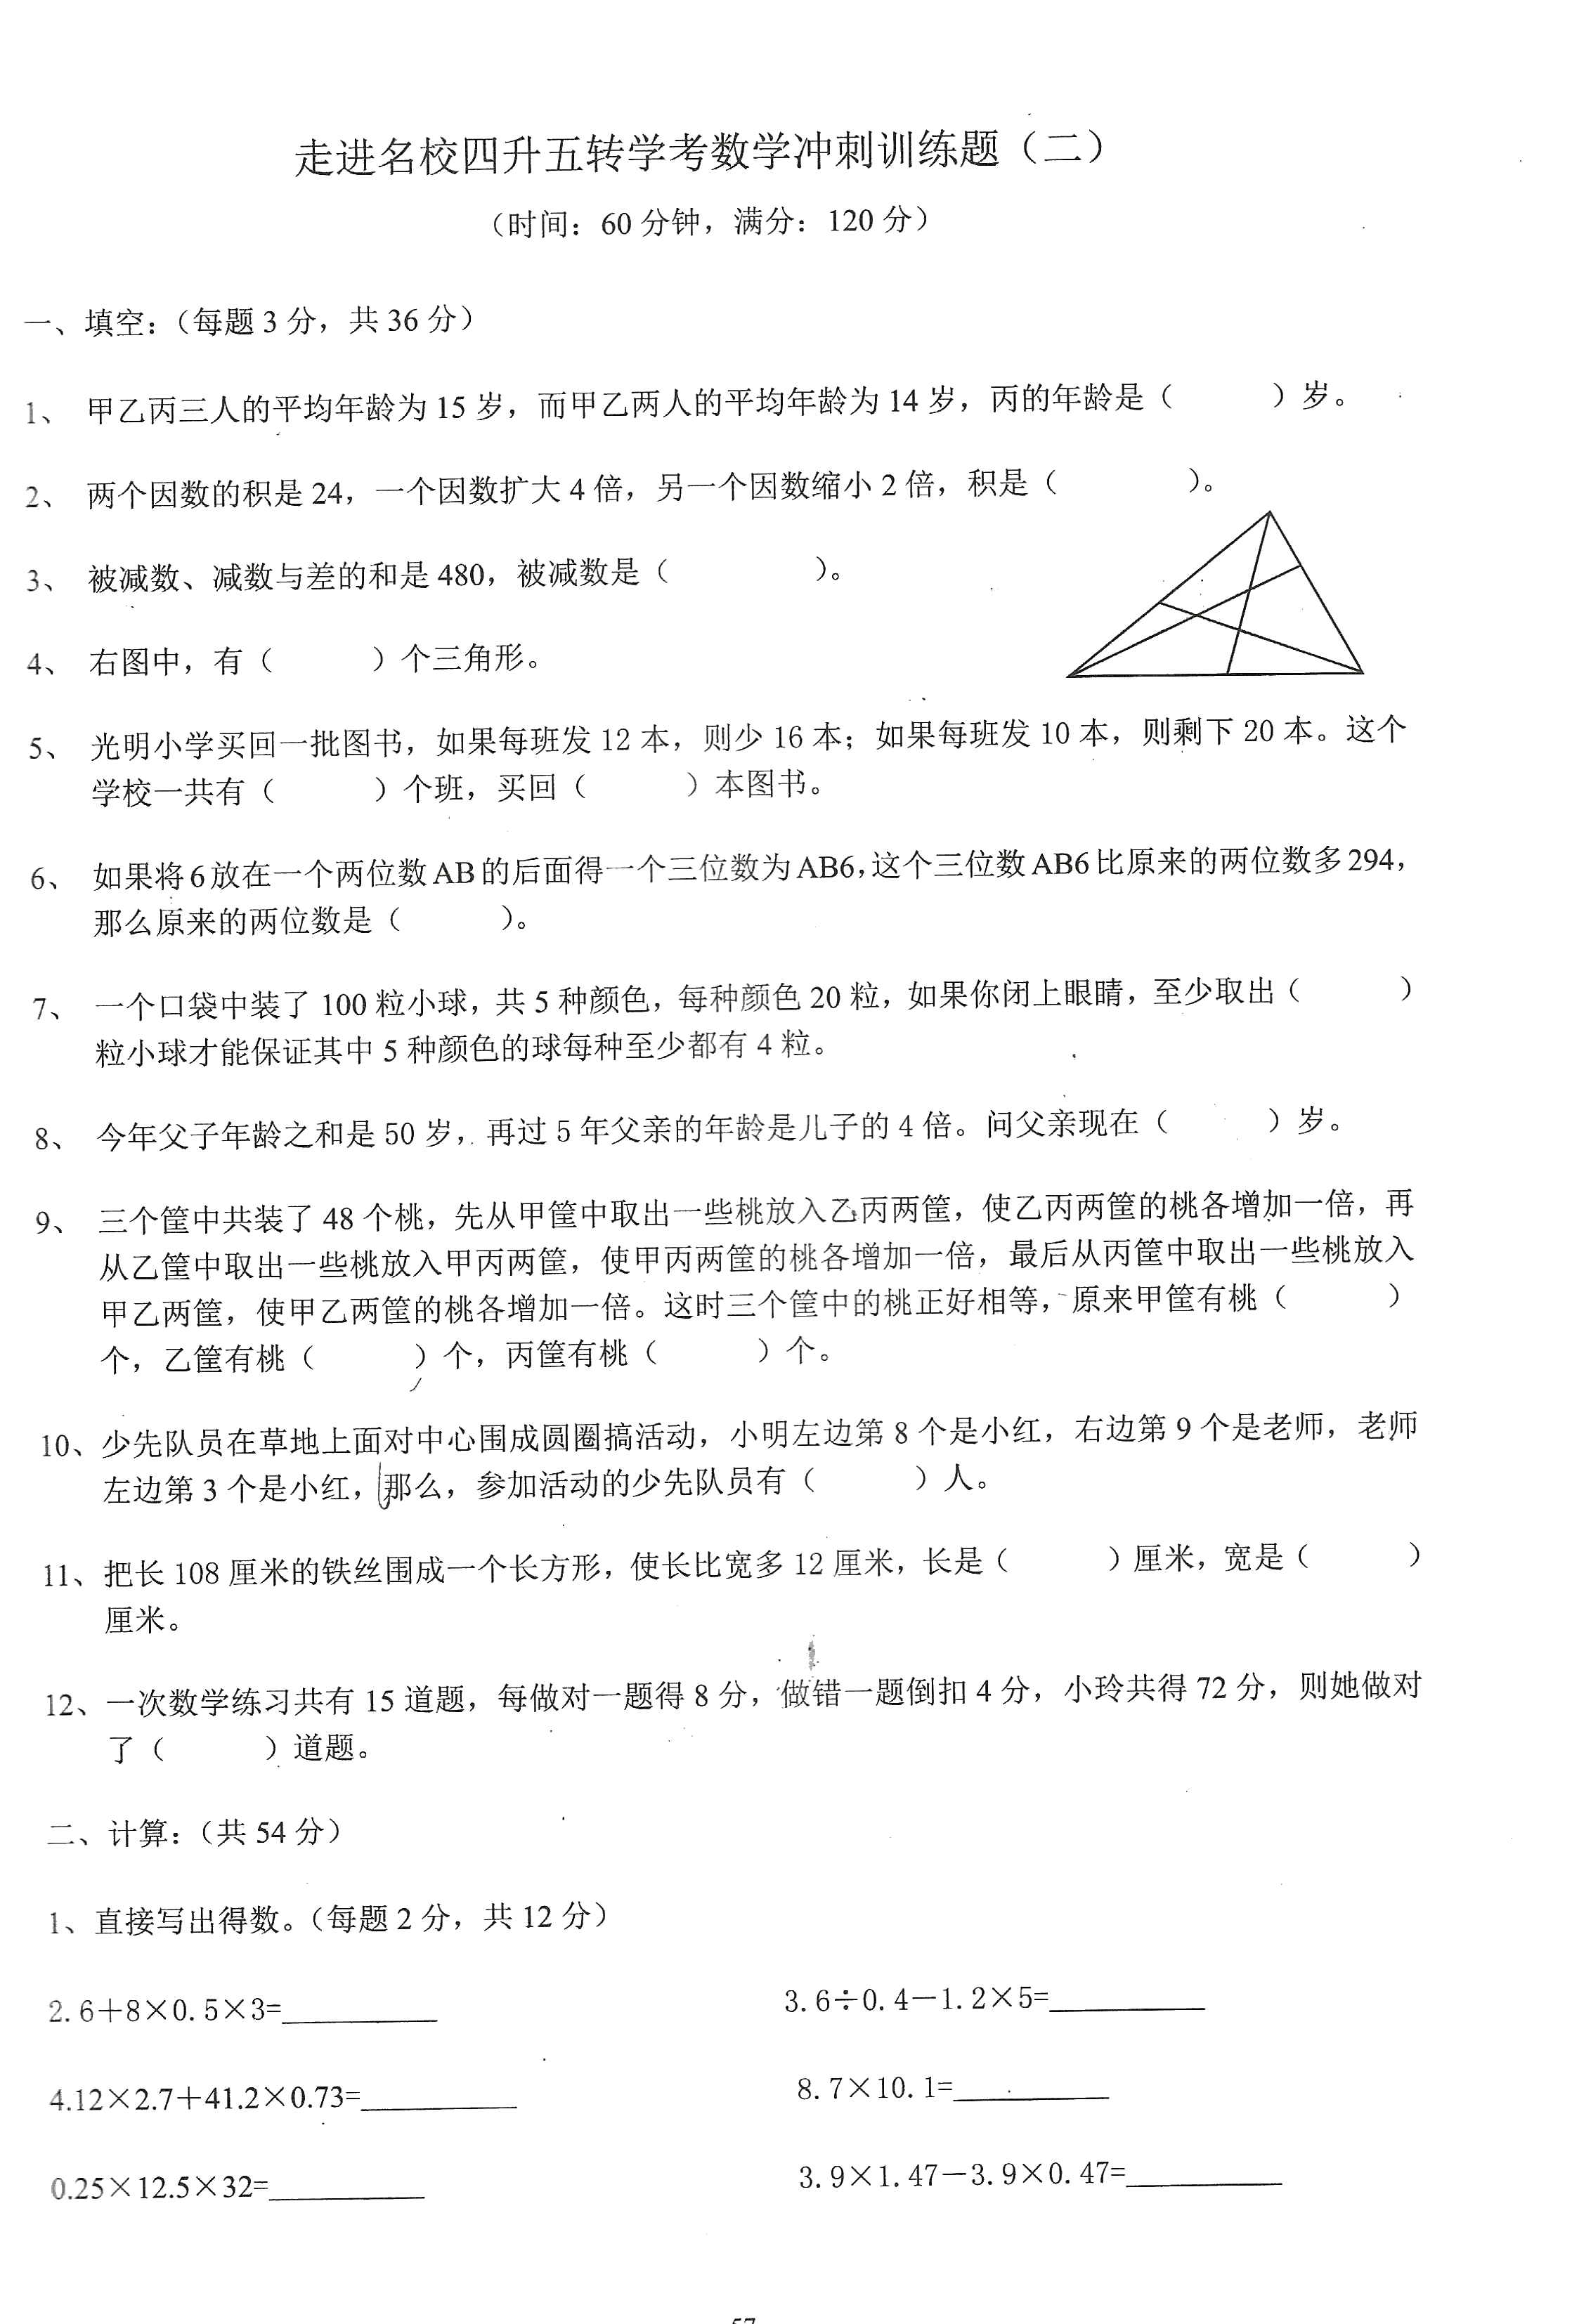 走进名校四升五转学考数学冲刺训练题（二）
（时间：60 分钟，满分：120 分）
一、填空：（每题 3 分，共 36 分）
1、 甲乙丙三人的平均年龄为 15 岁，而甲乙两人的平均年龄为 14 岁，丙的年龄是（ ）岁。
2、 两个因数的积是 24，一个因数扩大 4 倍，另一个因数缩小 2 倍，积是（ ）。
3、 被减数、减数与差的和是 480，被减数是（ ）。
4、 右图中，有（ ）个三角形。
5、 光明小学买回一批图书，如果每班发 12 本，则少 16 本；如果每班发 10 本，则剩下 20 本。这个
学校一共有（ ）个班，买回（ ）本图书。
6、 如果将 6 放在一个两位数 AB 的后面得一个三位数为 AB6，这个三位数 AB6 比原来的两位数多 294，
那么原来的两位数是（ ）。
7、 一个口袋中装了 100 粒小球，共 5 种颜色，每种颜色 20 粒，如果你闭上眼睛，至少取出（ ）
粒小球才能保证其中 5 种颜色的球每种至少都有 4 粒。
8、 今年父子年龄之和是 50 岁，再过 5 年父亲的年龄是儿子的 4 倍。问父亲现在（ ）岁。
9、 三个筐中共装了 48 个桃，先从甲筐中取出一些桃放入乙丙两筐，使乙丙两筐的桃各增加一倍，再
从乙筐中取出一些桃放入甲丙两筐，使甲丙两筐的桃各增加一倍，最后从丙筐中取出一些桃放入
甲乙两筐，使甲乙两筐的桃各增加一倍。这时三个筐中的桃正好相等，原来甲筐有桃（ ）
个，乙筐有桃（ ）个，丙筐有桃（ ）个。
10、少先队员在草地上面对中心围成圆圈搞活动，小明左边第 8 个是小红，右边第 9 个是老师，老师
左边第 3 个是小红，那么，参加活动的少先队员有（ ）人。
11、把长 108 厘米的铁丝围成一个长方形，使长比宽多 12 厘米，长是（ ）厘米，宽是（ ）
厘米。
12、一次数学练习共有 15 道题，每做对一题得 8 分，做错一题倒扣 4 分，小玲共得 72 分，则她做对
了（ ）道题。
二、计算：（共 54 分）
1、直接写出得数。（每题 2 分，共 12 分）
2.6＋8×0.5×3=________ 3.6÷0.4－1.2×5=________
4.12×2.7＋41.2×0.73=________ 8.7×10.1=________
0.25×12.5×32=________ 3.9×1.47－3.9×0.47=________
57